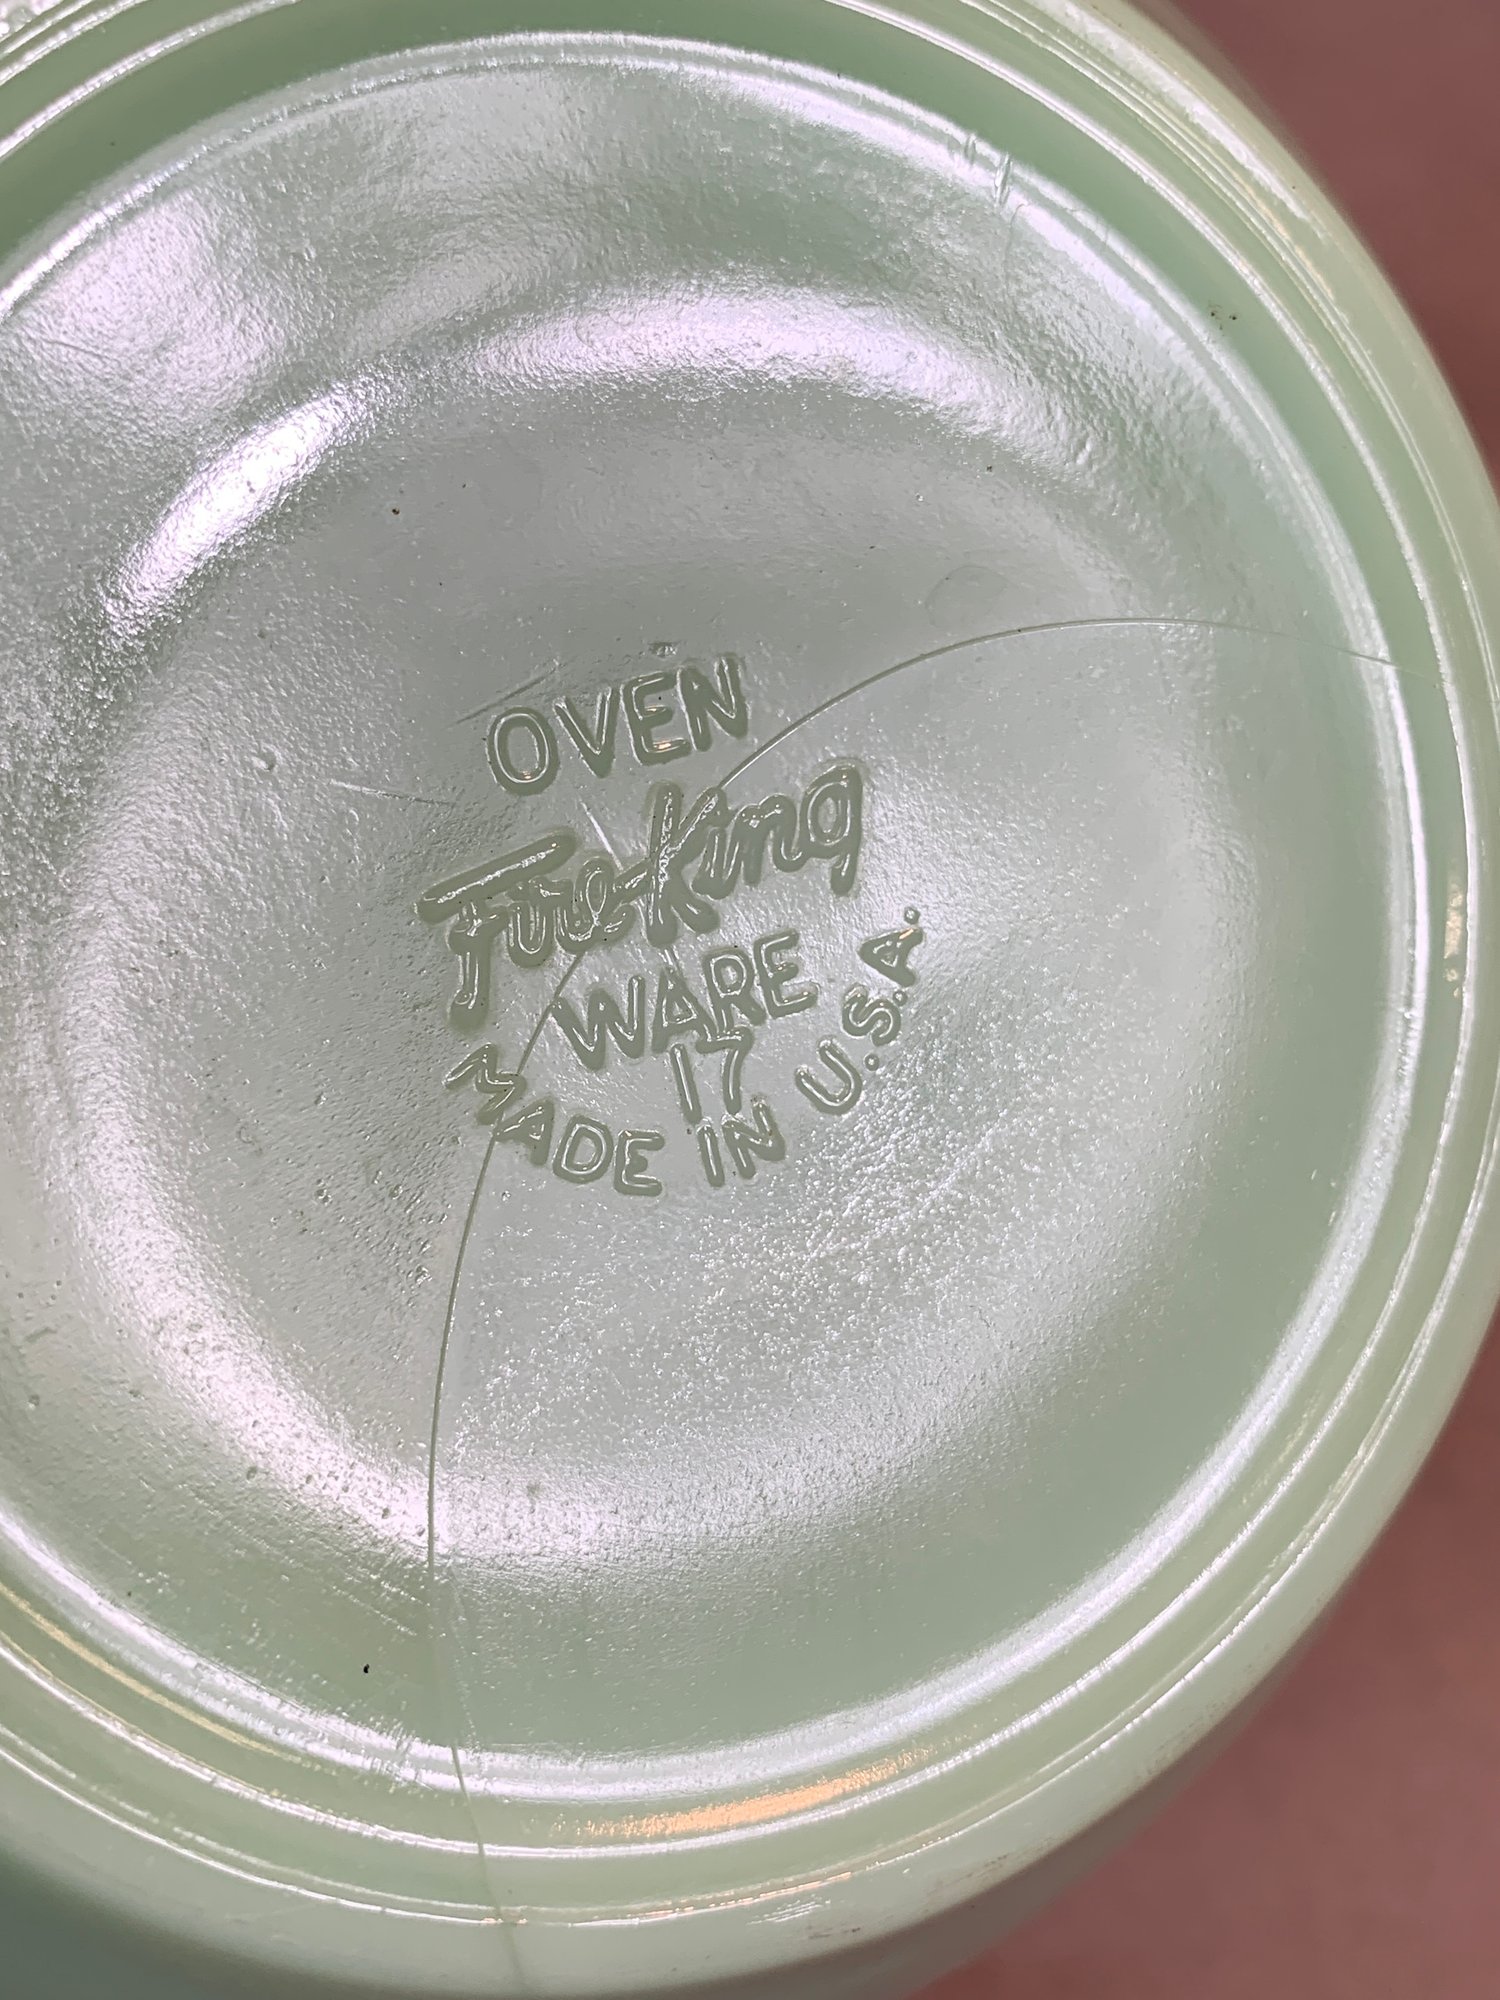 OVEN
Fire-King
WARE
17
MADE IN U.S.A.